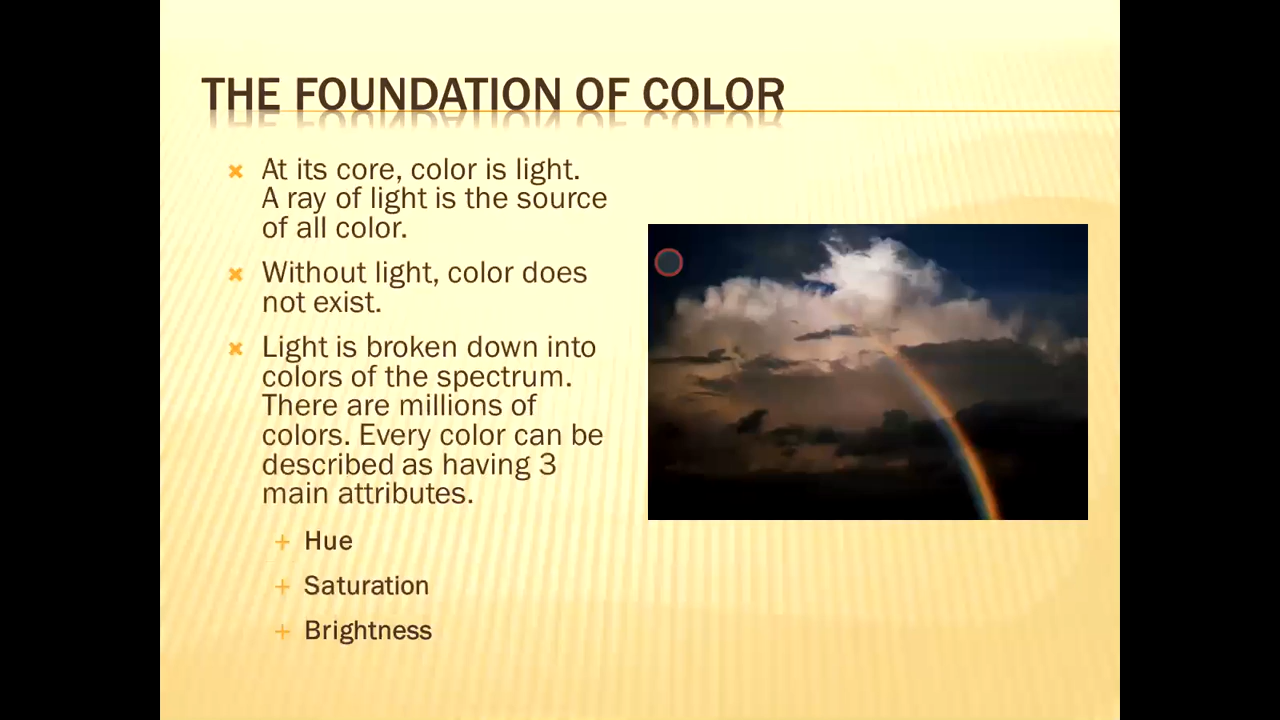 THE FOUNDATION OF COLOR
At its core, color is light.
A ray of light is the source
of all color.
Without light, color does
not exist.
Light is broken down into
colors of the spectrum.
There are millions of
colors. Every color can be
described as having 3
main attributes.
Hue
Saturation
Brightness